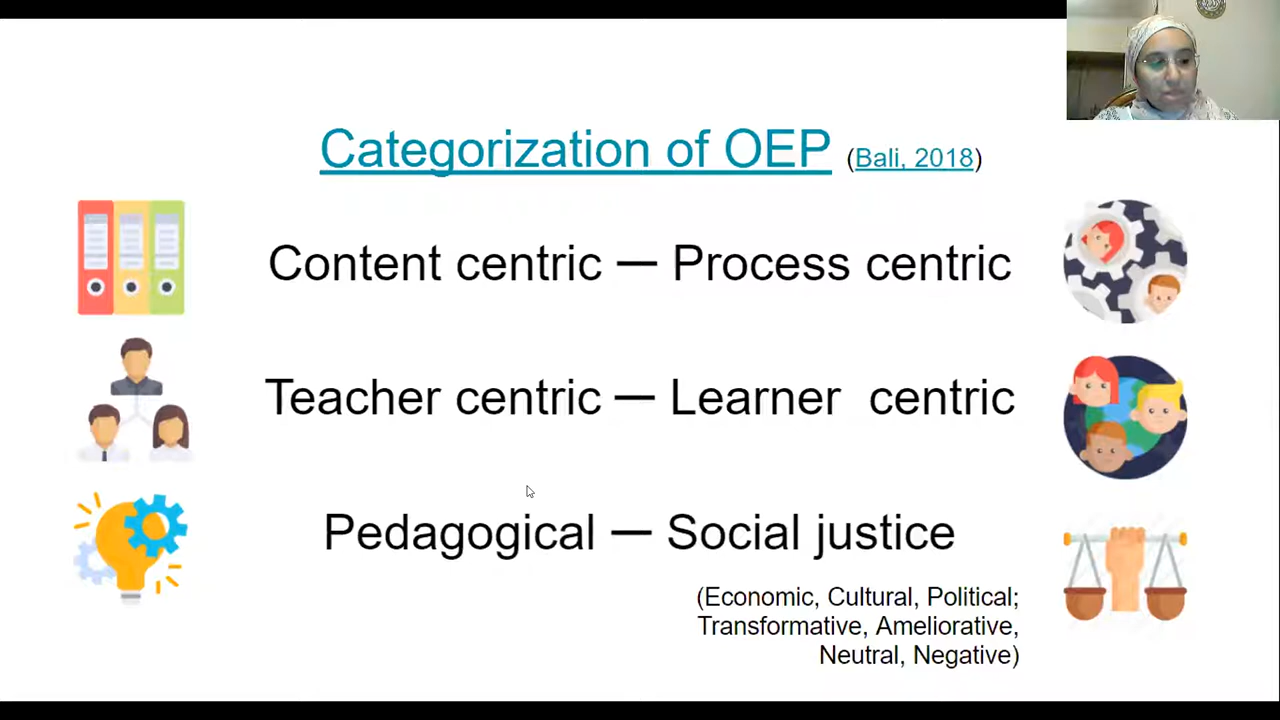 Categorization of OEP (Bali, 2018)
Content centric — Process centric
Teacher centric — Learner  centric
Pedagogical — Social justice
(Economic, Cultural, Political;
Transformative, Ameliorative,
Neutral, Negative)